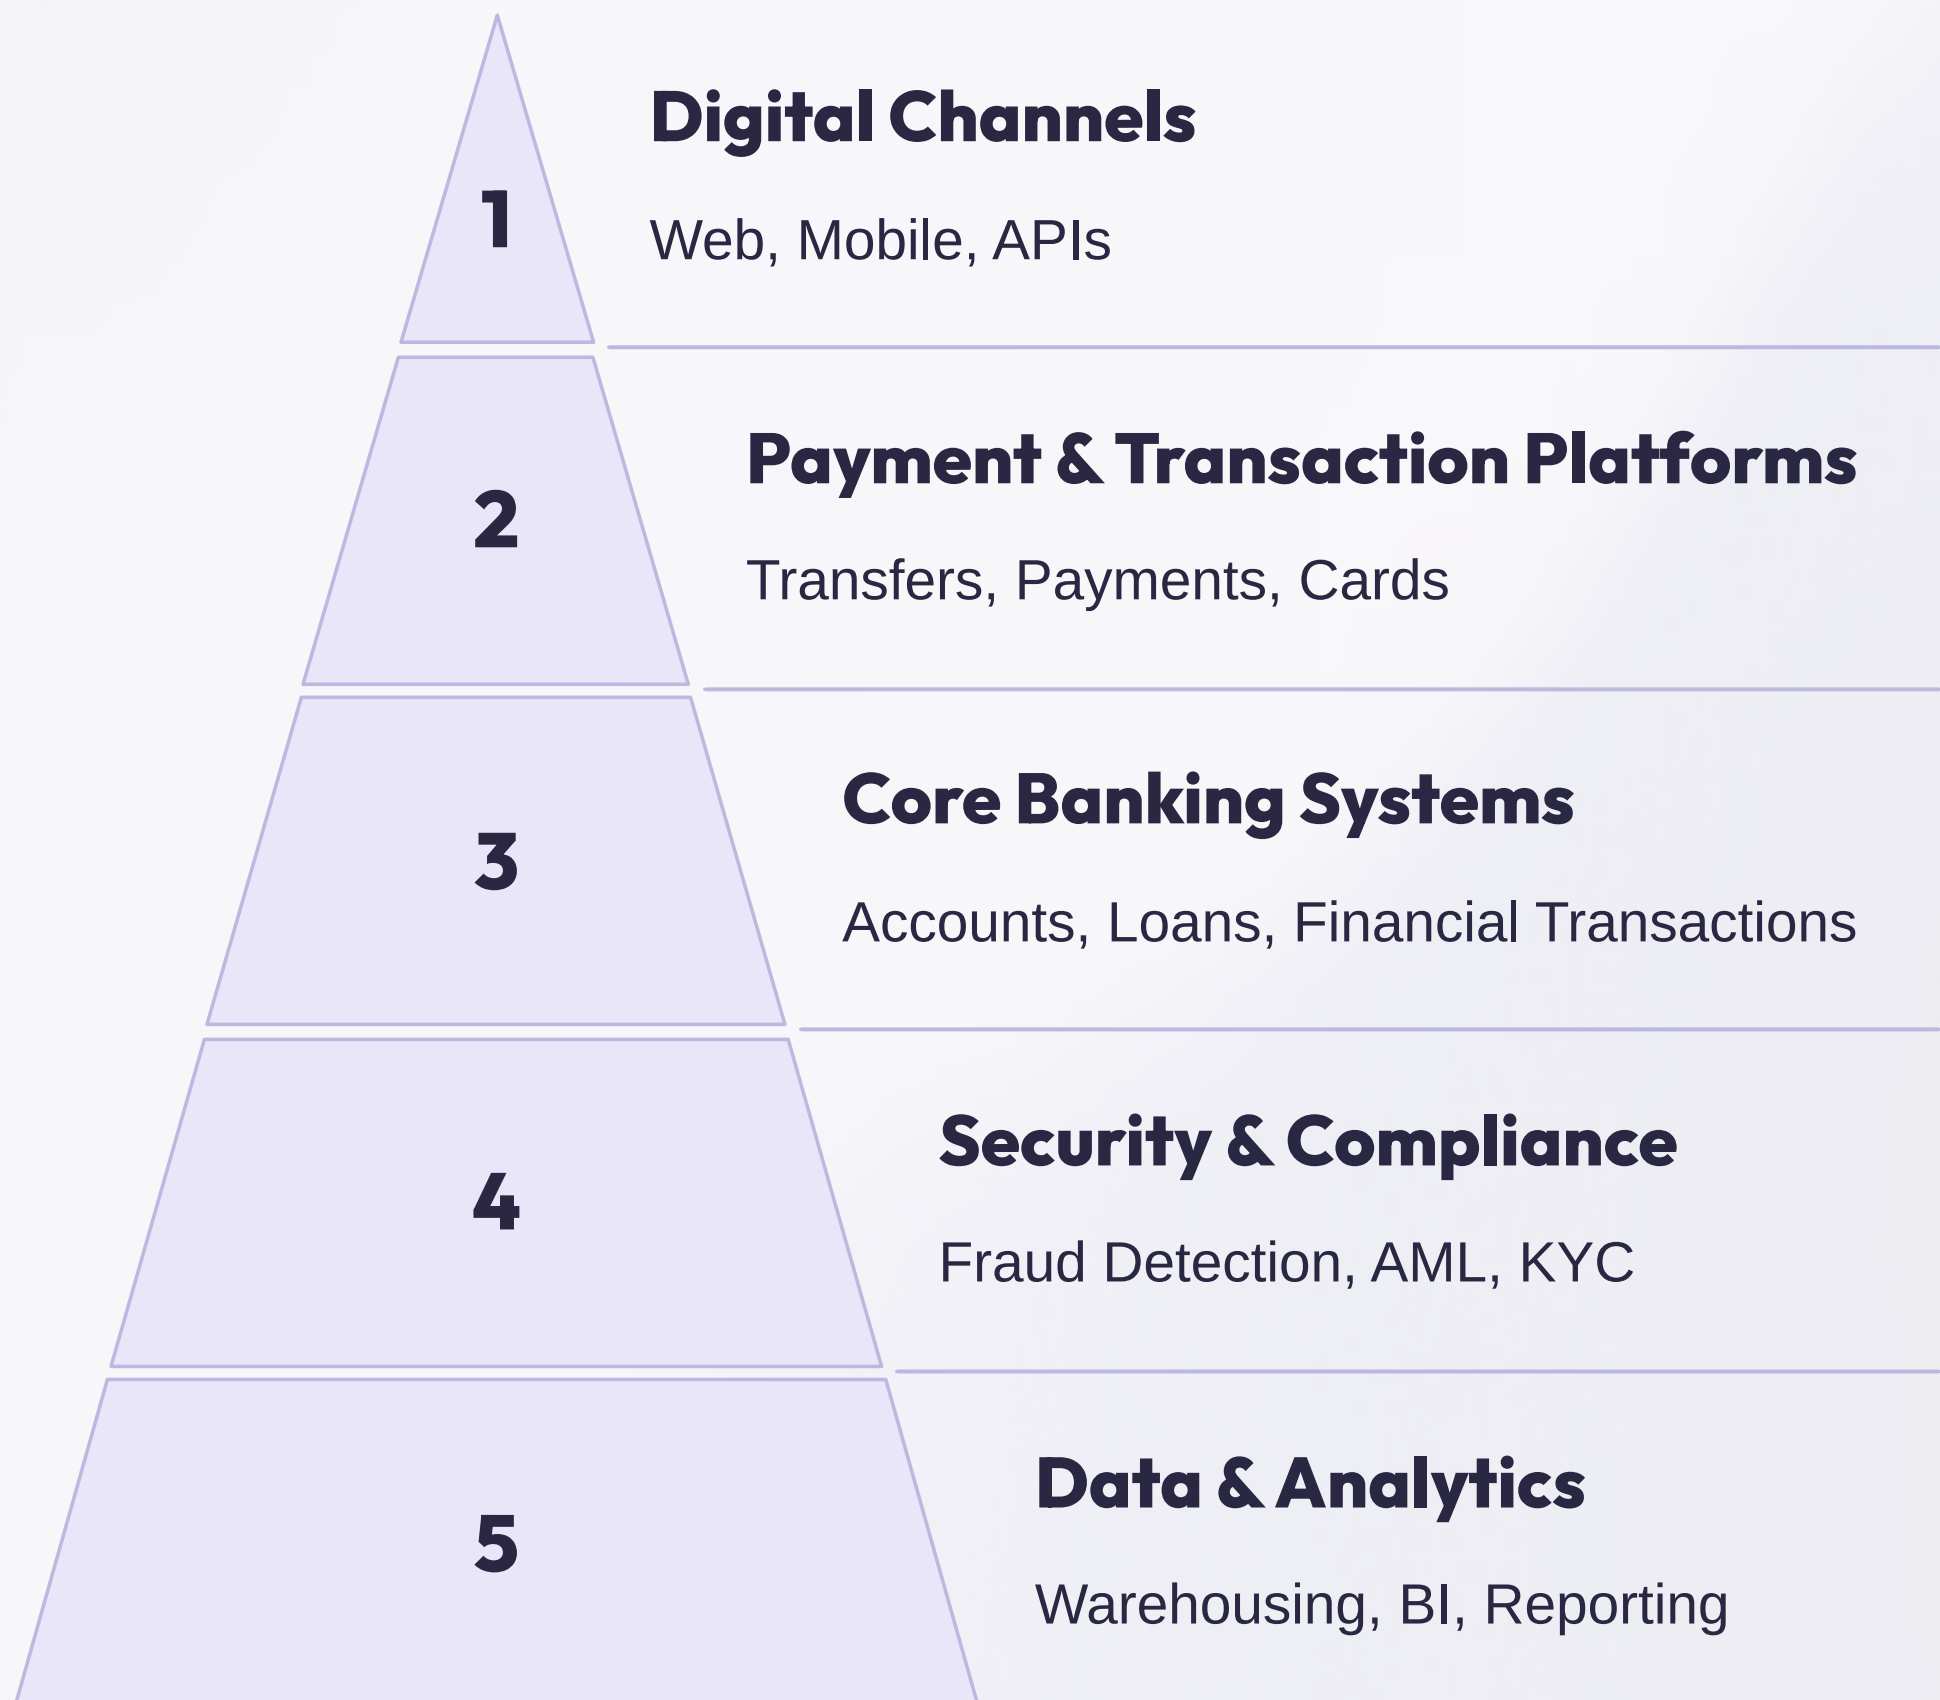 1
Digital Channels
Web, Mobile, APIs
2
Payment & Transaction Platforms
Transfers, Payments, Cards
3
Core Banking Systems
Accounts, Loans, Financial Transactions
4
Security & Compliance
Fraud Detection, AML, KYC
5
Data & Analytics
Warehousing, BI, Reporting